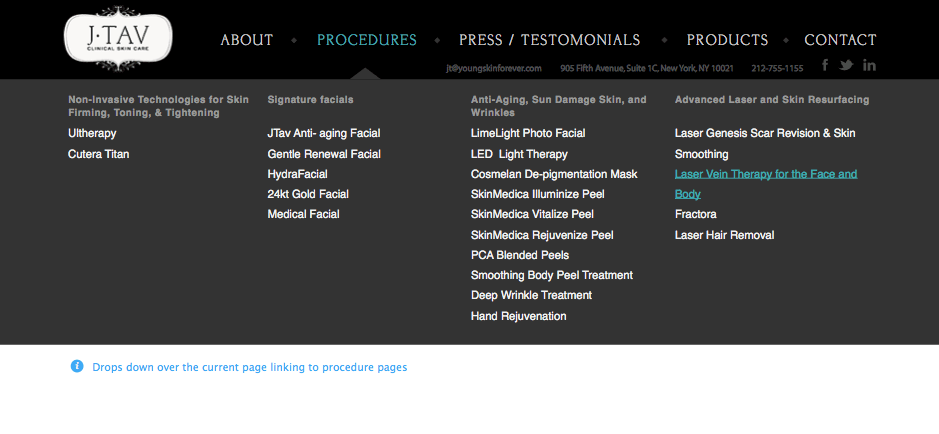 J·TAV
CLINICAL SKIN CARE
ABOUT
PROCEDURES
PRESS / TESTOMONIALS
PRODUCTS
CONTACT
jt@youngskinforever.com
905 Fifth Avenue, Suite 1C, New York, NY 10021
212-755-1155
Non-Invasive Technologies for Skin
Firming, Toning, & Tightening
Ultherapy
Cutera Titan
Signature facials
JTav Anti- aging Facial
Gentle Renewal Facial
HydraFacial
24kt Gold Facial
Medical Facial
Anti-Aging, Sun Damage Skin, and
Wrinkles
LimeLight Photo Facial
LED  Light Therapy
Cosmelan De-pigmentation Mask
SkinMedica Illuminize Peel
SkinMedica Vitalize Peel
SkinMedica Rejuvenize Peel
PCA Blended Peels
Smoothing Body Peel Treatment
Deep Wrinkle Treatment
Hand Rejuvenation
Advanced Laser and Skin Resurfacing
Laser Genesis Scar Revision & Skin
Smoothing
Laser Vein Therapy for the Face and
Body
Fractora
Laser Hair Removal
Drops down over the current page linking to procedure pages